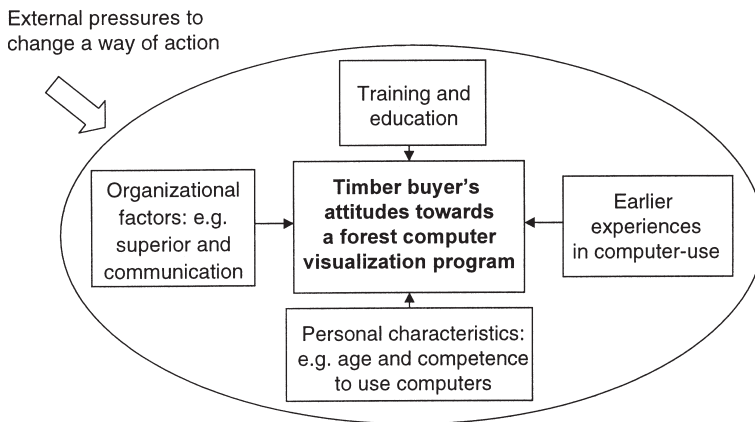 External pressures to
change a way of action
Training and
education
Organizational
factors: e.g.
superior and
communication
Timber buyer's
attitudes towards
a forest computer
visualization program
Earlier
experiences
in computer-use
Personal characteristics:
e.g. age and competence
to use computers